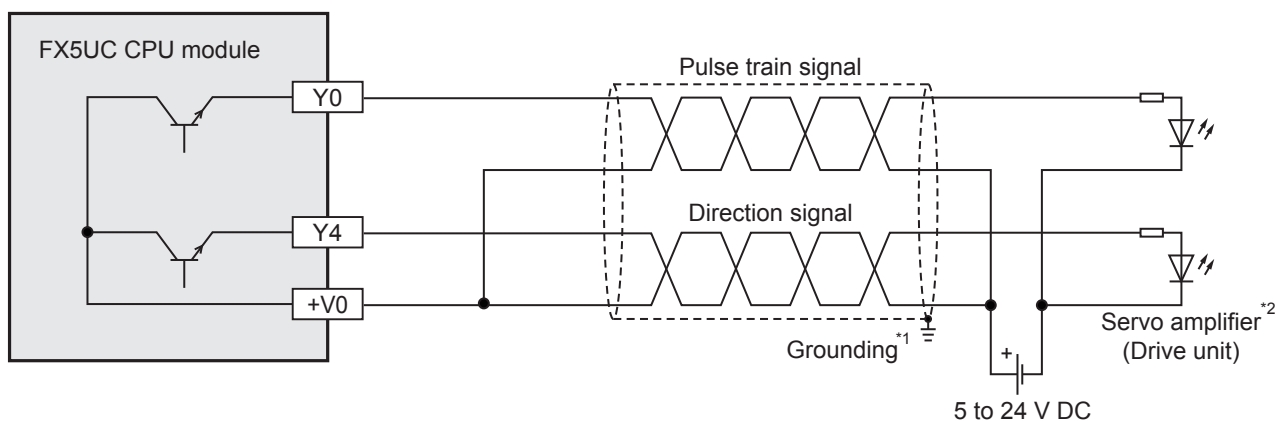 FX5UC CPU module
Y0
Pulse train signal
Y4
Direction signal
+V0
Grounding*1
+
Servo amplifier*2
(Drive unit)
5 to 24 V DC